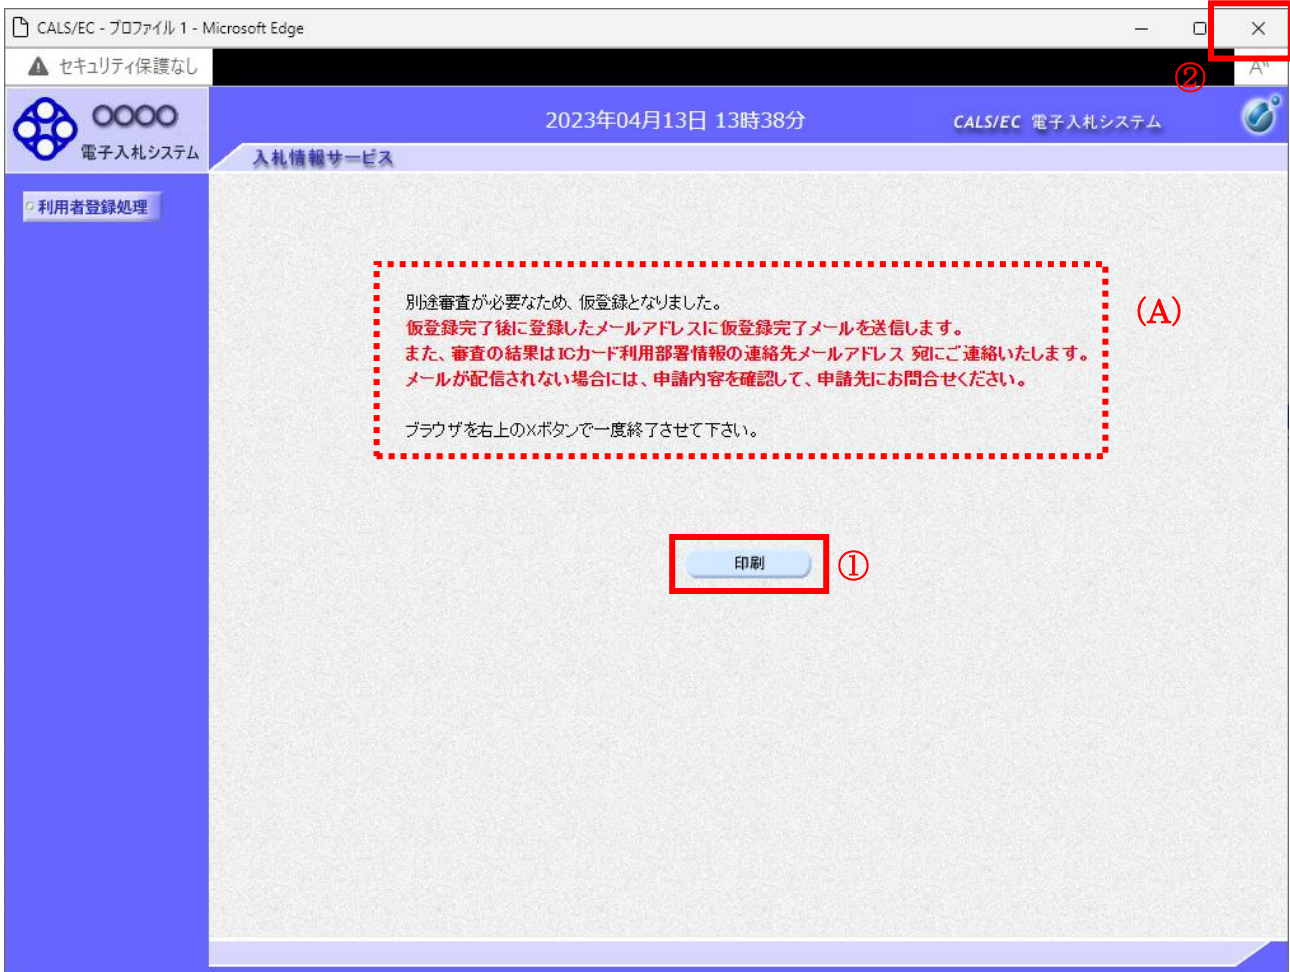 CALS/EC - プロファイル 1 - Microsoft Edge
セキュリティ保護なし
A
②
OOOO
電子入札システム
2023年04月13日 13時38分
CALS/EC 電子入札システム
入札情報サービス
利用者登録処理
別途審査が必要なため、仮登録となりました。
仮登録完了後に登録したメールアドレスに仮登録完了メールを送信します。
また、審査の結果はICカード利用部署情報の連絡先メールアドレス 宛にご連絡いたします。
メールが配信されない場合には、申請内容を確認して、申請先にお問合せください。
ブラウザを右上の×ボタンで一度終了させて下さい。
(A)
印刷
①